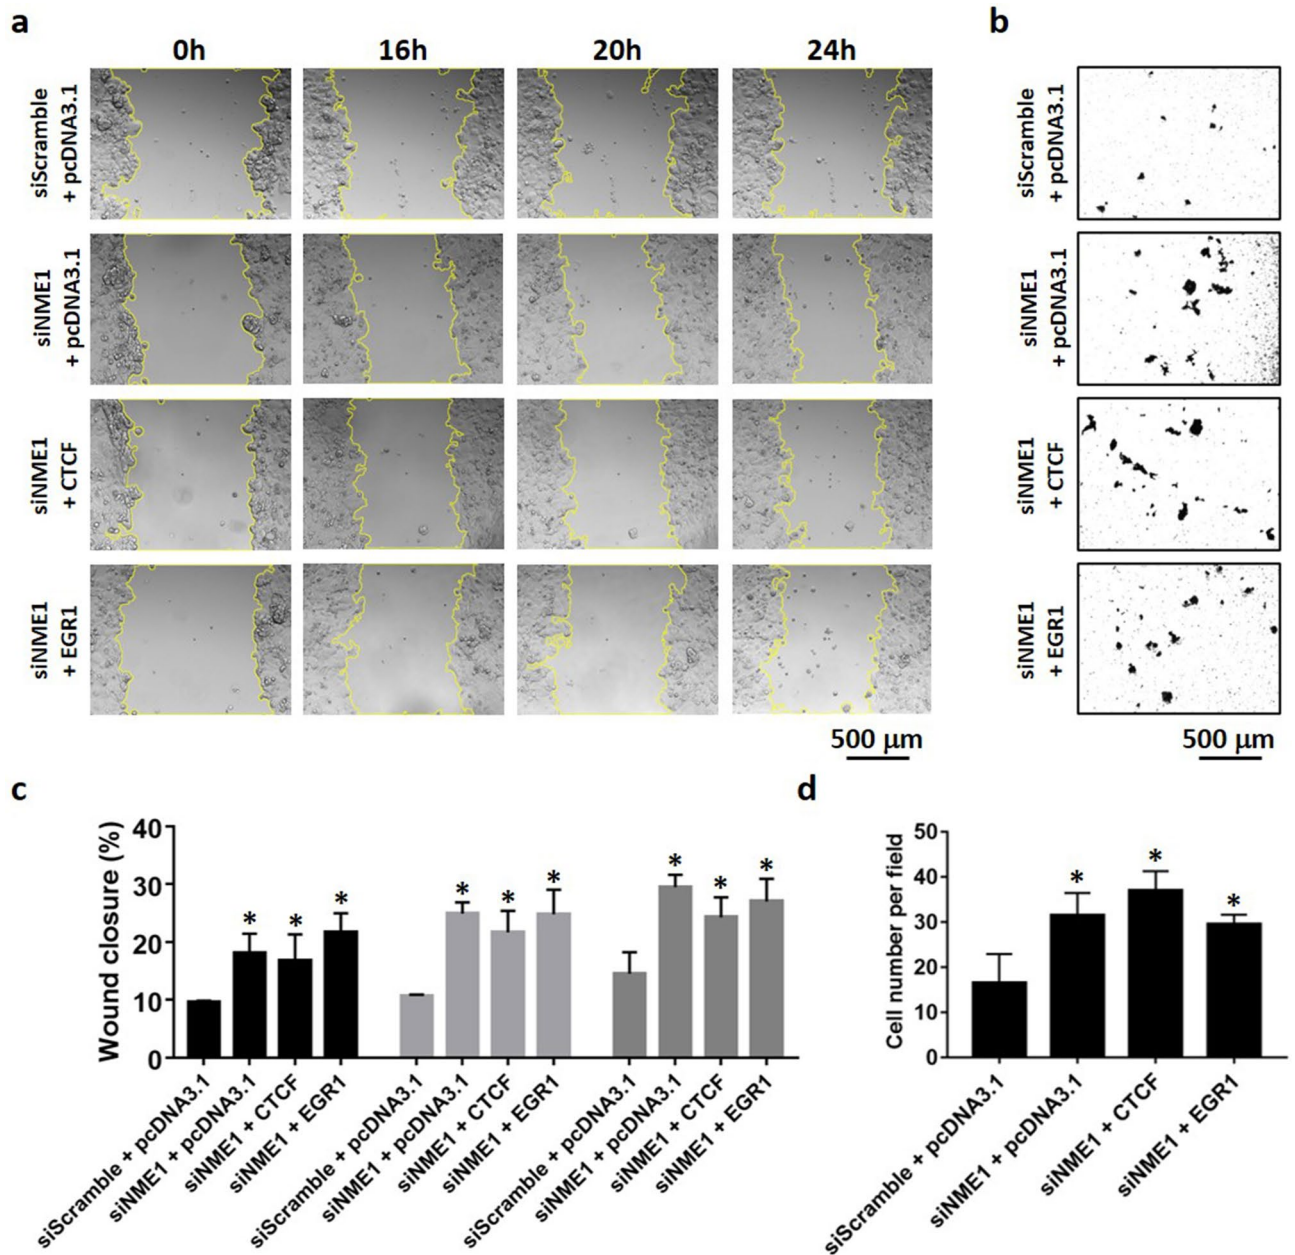 a
b
0h
16h
20h
24h
siScramble
+ pcDNA3.1
siNME1
+ pcDNA3.1
siNME1
+ CTCF
siNME1
+ EGR1
500 µm
siScramble
+ pcDNA3.1
siNME1
+ pcDNA3.1
siNME1
+ CTCF
siNME1
+ EGR1
500 µm
c
Wound closure (%)
40
30
20
10
0
*
*
*
*
*
*
*
*
*
siScramble + pcDNA3.1
siNME1 + pcDNA3.1
siNME1 + CTCF
siNME1 + EGR1
siScramble + pcDNA3.1
siNME1 + pcDNA3.1
siNME1 + CTCF
siNME1 + EGR1
siScramble + pcDNA3.1
siNME1 + pcDNA3.1
siNME1 + CTCF
siNME1 + EGR1
d
Cell number per field
50
40
30
20
10
0
*
*
*
siScramble + pcDNA3.1
siNME1 + pcDNA3.1
siNME1 + CTCF
siNME1 + EGR1